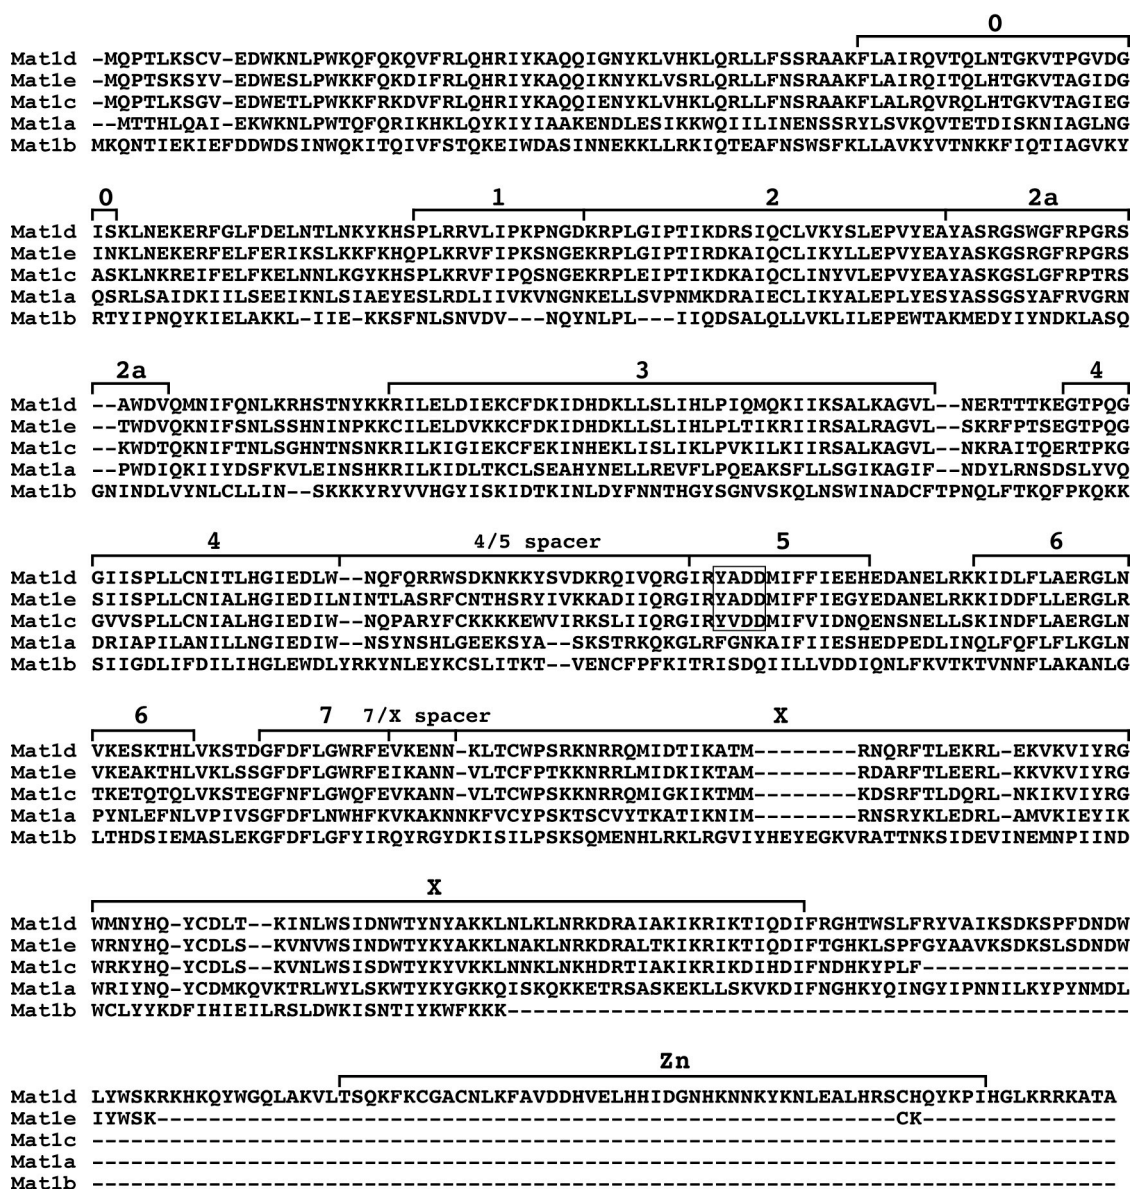 0
Mat1d -MQPTLKSCV-EDWKNLPWKQFQKQVFRLQHRIYKAQQIGNYKLVHKLQRLLFSSRAAKFLAIRQVTQLNTGKVTPGVDG
Mat1e -MQPTSKSYV-EDWESLPWKKFQKDIFRLQHRIYKAQQIENYKLVSRLQRLLFNSRAAKFLAIRQITQLHTGKVTAGIDG
Mat1c -MQPTLKSGV-EDWETLPWKKFRKDVFRLQHRIYKAQQIENYKLVHKLQRLLFNSRAAKFLALRQVRQLHTGKVTAGIEG
Mat1a --MTTHLQAI-EKWKNLPWTQFQRIKHKLQYKIYIAAKENDLESIKKWQIILINENSSRYLSVKQVTETDISKNIAGLNG
Mat1b MKQNTIEKIEFDDWDSINWQKITQIVFSTQKEIWDASINNEKKLLRKIQTEAFNSWSFKLLAVKYVTNKKFIQTIAGVKY
0 1 2 2a
Mat1d ISKLNEKERFGLFDELNTLNKYKHSPLRRVLIPKPNGDKRPLGIPTIKDRSIQCLVKYSLEPVYEAYASRGSWGFRPGRS
Mat1e INKLNEKERFELFERIKSLKKFKHQPLKRVFIPKSNGEKRPLGIPTIRDKAIQCLIKYLLEPVYEAYASKGSRGFRPGRS
Mat1c ASKLNKREIFELFKELNNLKGYKHSPLKRVFIPQSNGEKRPLEIPTIKDKAIQCLINYVLEPVYEAYASKGSLGFRPTRS
Mat1a QSRLSAIDKIILSEEIKNLSIAEYESLRDLIIVKVNGNKELLSVPNMKDRAIECLIKYALEPLYESYASSGSYAFRVGRN
Mat1b RTYIPNQYKIELAKKL-IIE-KKSFNLSNVDV---NQYNLPL---IIQDSALQLLVKLILEPEWTAKMEDYIYNDKLASQ
2a 3 4
Mat1d --AWDVQMNIFQNLKRHSTNYKKRILELDIEKCFDKIDHDKLLSLIHLPIQMQKIIKSALKAGVL--NERTTTKEGTPQG
Mat1e --TWDVQKNIFSNLSSHNINPKKCILELDVKKCFDKINHDKLLSLIHLPLTIKRIIRSALRAGVL--SKRFPTSEGTPQG
Mat1c --KWDTQKNIFTNLSGHNTNSNKRILKIGIEKCFEKINHEKLISLIKLPVKILKIIRSALKAGVL--NKRAITQERTPKG
Mat1a --PWDIQKIIYDSFKVLEINSHKRILKIDLTKCLSEAHYNELLREVFLPQEAKSFLLSGIKAGIF--NDYLRNSDSLYVQ
Mat1b GNINDLVYNLCLLIN--SKKKYRYVVHGYISKIDTKINLDYFNNTHGYSGNVSKQLNSWINADCFTPNQLFTKQFPKQKK
4 4/5 spacer 5 6
Mat1d GIISPLLCNITLHGIEDLW--NQFQRRWSDKNKKYSVDKRQIVQRGIRYADDMIFFIEEHEDANELRKKIDLFLAERGLN
Mat1e SIISPLLCNIALHGIEDILNINTLASRFCNTHSRYIVKKADIIQRGIRYADDMIFFIEGYEDANELRKKIDDFLLERGLR
Mat1c GVVSPLLCNIALHGIEDIW--NQPARYFCKKKKEWVIRKSLIIQRGIRYVDDMIFVIDNQENSNELLSKINDFLAERGLN
Mat1a DRIAPILANILLNGIEDIW--NSYNSHLGEEKSYA--SKSTRKQKGLRFGNKAIFIIESHEDPEDLINQLFQFLFLKGLN
Mat1b SIIGDLIFDILIHGLEWDLYRKYNLEYKCSLITKT--VENCFPFKITRISDQIILLVDDIQNLFKVTKTVNNFLAKANLG
6 7 7/X spacer X
Mat1d VKESKTHLVKSTDGFDFLGWRFEVKENN-KLTCWPSRKNRRQMIDTIKATM--------RNQRFTLEKRL-EKVKVIYRG
Mat1e VKEAKTHLVKLSSGFDFLGWRFEIKANN-VLTCFPTKKNRRLMIDKIKTAM--------RDARFTLEERL-KKVKVIYRG
Mat1c TKETQTQLVKSTEGFNFLGWQFEVKANN-VLTCWPSKKNRRQMIGKIKTMM--------KDSRFTLDQRL-NKIKVIYRG
Mat1a PYNLEFNLVPIVSGFDFLNWHFKVKAKNNKFVCYPSKTSCVYTKATIKNIM--------RNSRYKLEDRL-AMVKIEYIK
Mat1b LTHDSIEMASLEKGFDFLGFYIRQYRGYDKISILPSKSQMENHLRKLRGVIYHEYEGKVRATTNKSIDEVINEMNPIIND
X
Mat1d WMNYHQ-YCDLT--KINLWSIDNWTYNYAKKLNLKLNRKDRAIAKIKRIKTIQDIFRGHTWSLFRYVAIKSDKSPFDNDW
Mat1e WRNYHQ-YCDLS--KVNVWSINDWTYKYAKKLNAKLNRKDRALTKIKRIKTIQDIFTGHKLSPFGYAAVKSDKSLSDNDW
Mat1c WRKYHQ-YCDLS--KVNLWSISDWTYKYVKKLNNKLNKHDRTIAKIKRIKDIHDIFNDHKYPLF----------------
Mat1a WRIYNQ-YCDMKQVKTRLWYLSKWTYKYGKKQISKQKKETRSASKEKLLSKVKDIFNGHKYQINGYIPNNILKYPYNMDL
Mat1b WCLYYKDFIHIEILRSLDWKISNTIYKWFKKK------------------------------------------------
Zn
Mat1d LYWSKRKHKQYWGQLAKVLTSQKFKCGACNLKFAVDDHVELHHIDGNHKNNKYKNLEALHRSCHQYKPIHGLKRRKATA
Mat1e IYWSK---------------------------------------------------------CK---------------
Mat1c -------------------------------------------------------------------------------
Mat1a -------------------------------------------------------------------------------
Mat1b -------------------------------------------------------------------------------